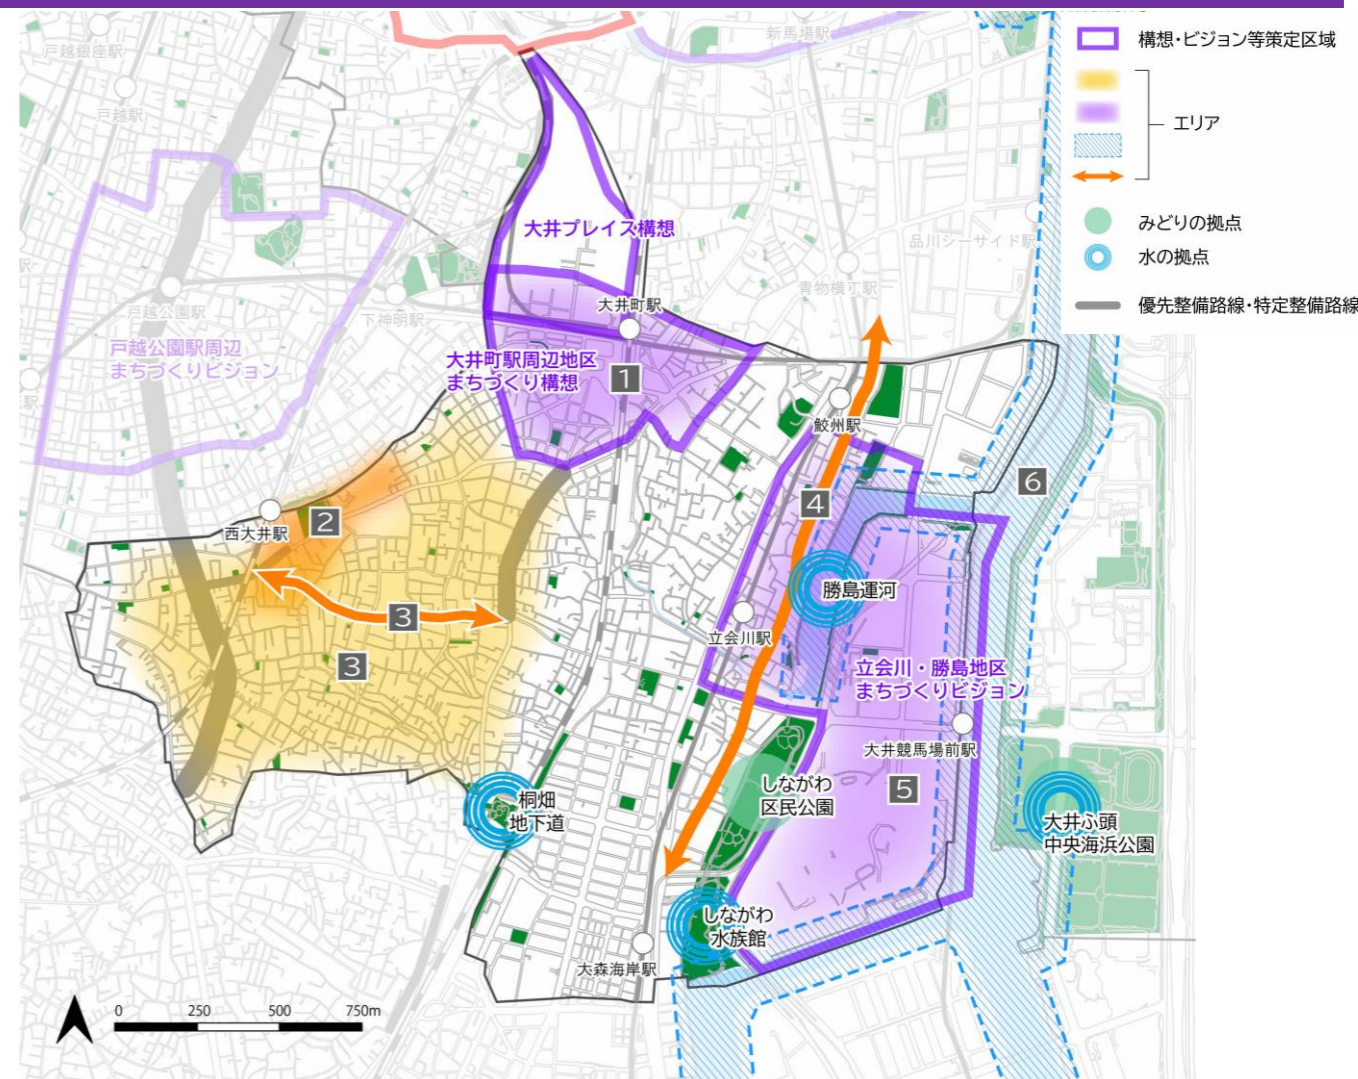 構想・ビジョン等策定区域
エリア
みどりの拠点
水の拠点
優先整備路線・特定整備路線
戸越銀座駅
新馬場駅
戸越駅
大井プレイス構想
品川シーサイド駅
青物横丁駅
戸越公園駅
大井町駅
下神明駅
戸越公園駅周辺
まちづくりビジョン
大井町駅周辺地区
まちづくり構想
1
駅
駅
鮫洲駅
6
4
2
西大井駅
勝島運河
3
立会川駅
3
立会川・勝島地区
まちづくりビジョン
大井競馬場前駅
しながわ
区民公園
5
桐畑
地下道
大井ふ頭
中央海浜公園
しながわ
水族館
大森海岸駅
0 250 500 750m